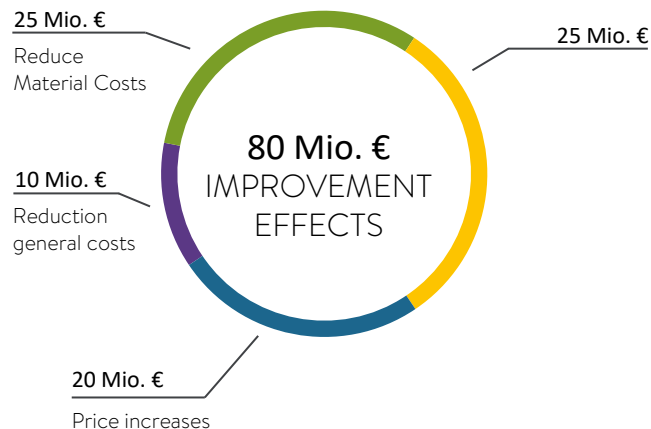 25 Mio. €
Reduce
Material Costs
25 Mio. €
80 Mio. €
IMPROVEMENT
EFFECTS
10 Mio. €
Reduction
general costs
20 Mio. €
Price increases